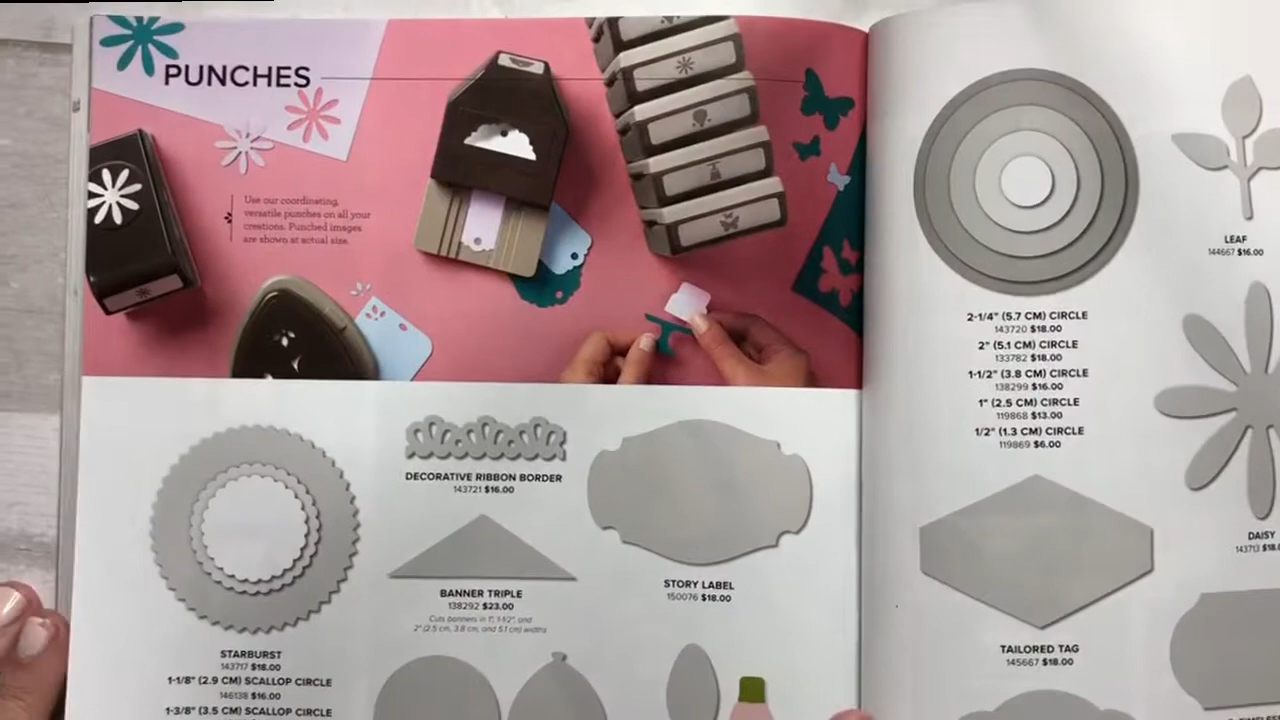 PUNCHES
Use our coordinating,
versatile punches on all your
creations. Punched images
are shown at actual size.
DECORATIVE RIBBON BORDER
143721 $16.00
BANNER TRIPLE
138292 $23.00
Cuts banners in 1", 1-1/2", and
2" (2.5 cm, 3.8 cm, and 5.1 cm) widths
STORY LABEL
150076 $18.00
STARBURST
143717 $18.00
1-1/8" (2.9 CM) SCALLOP CIRCLE
146138 $16.00
1-3/8" (3.5 CM) SCALLOP CIRCLE
2-1/4" (5.7 CM) CIRCLE
143720 $18.00
2" (5.1 CM) CIRCLE
133782 $18.00
1-1/2" (3.8 CM) CIRCLE
138299 $16.00
1" (2.5 CM) CIRCLE
119868 $13.00
1/2" (1.3 CM) CIRCLE
119869 $6.00
TAILORED TAG
145667 $18.00
LEAF
144667 $16.00
DAISY
143713 $18.0